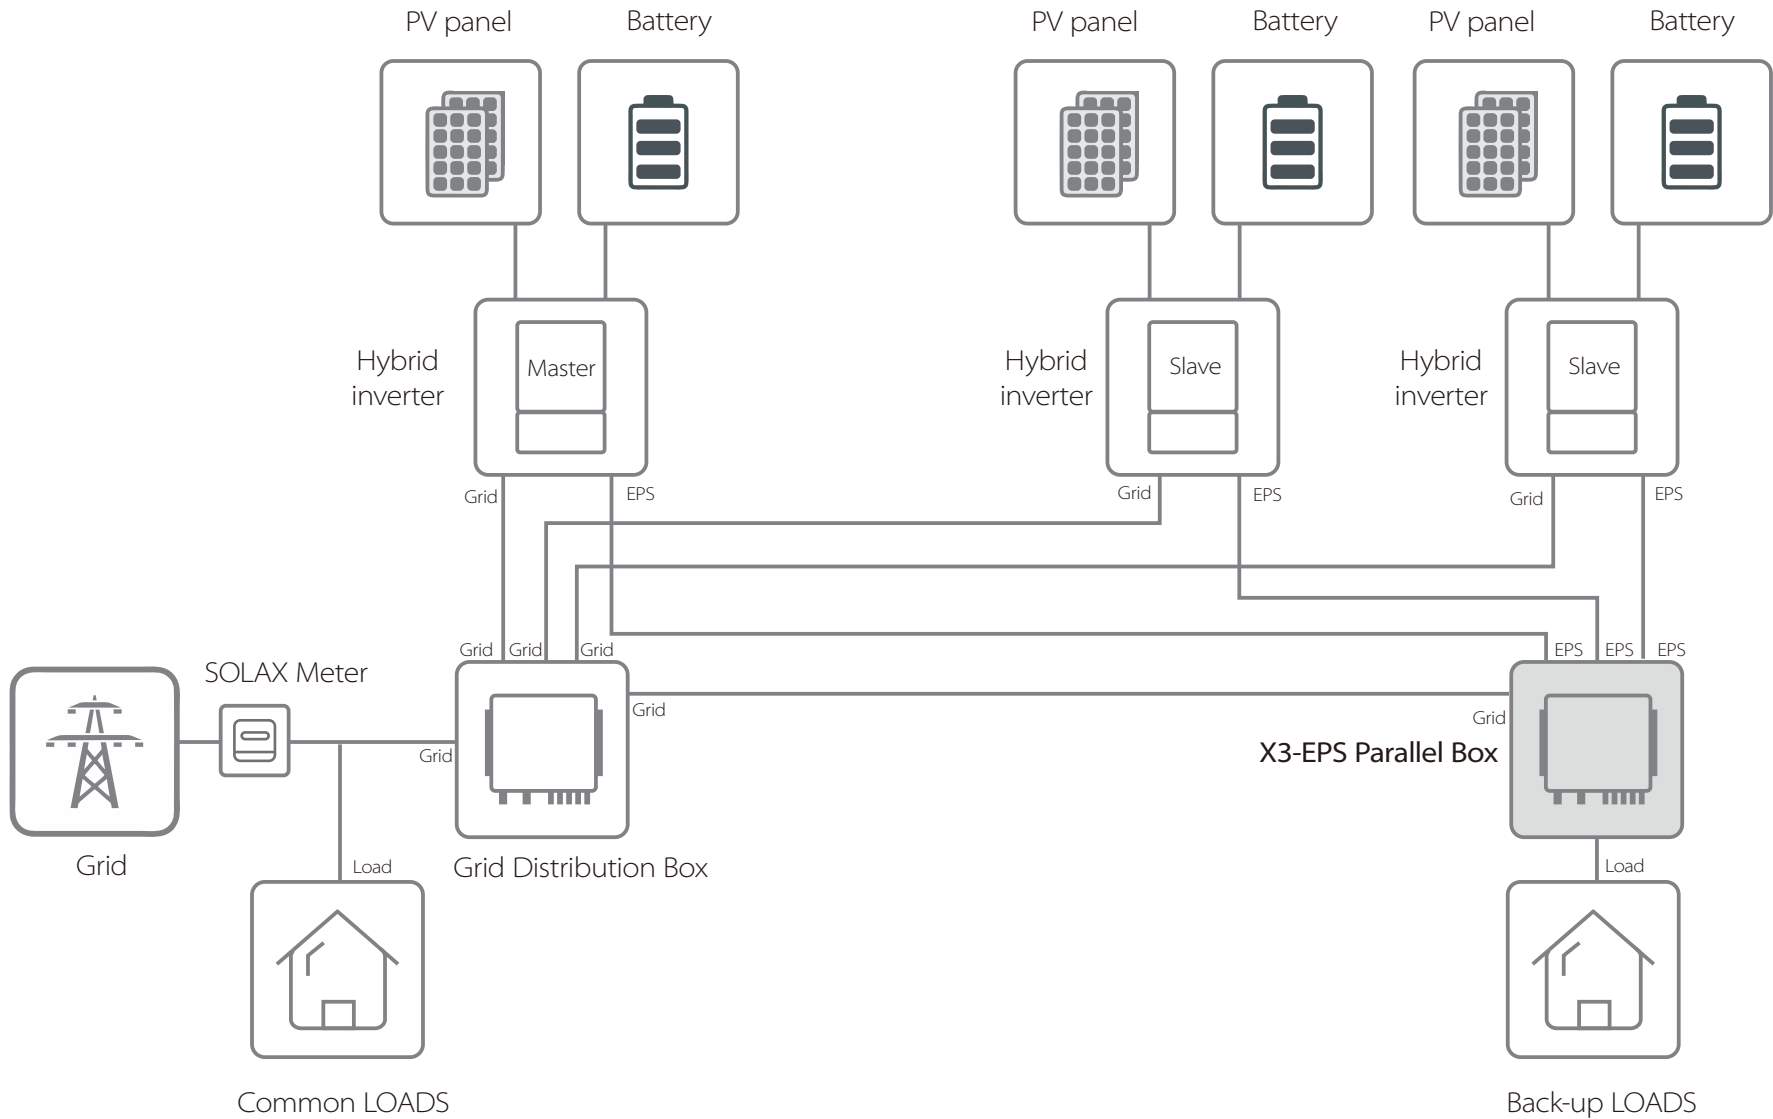 PV panel
Battery
PV panel
Battery
PV panel
Battery
Hybrid
inverter
Master
Hybrid
inverter
Slave
Hybrid
inverter
Slave
Grid
EPS
Grid
EPS
Grid
EPS
Grid
Grid
Grid
EPS
EPS
EPS
SOLAX Meter
Grid
Grid
Grid
X3-EPS Parallel Box
Grid
Load
Grid Distribution Box
Load
Common LOADS
Back-up LOADS